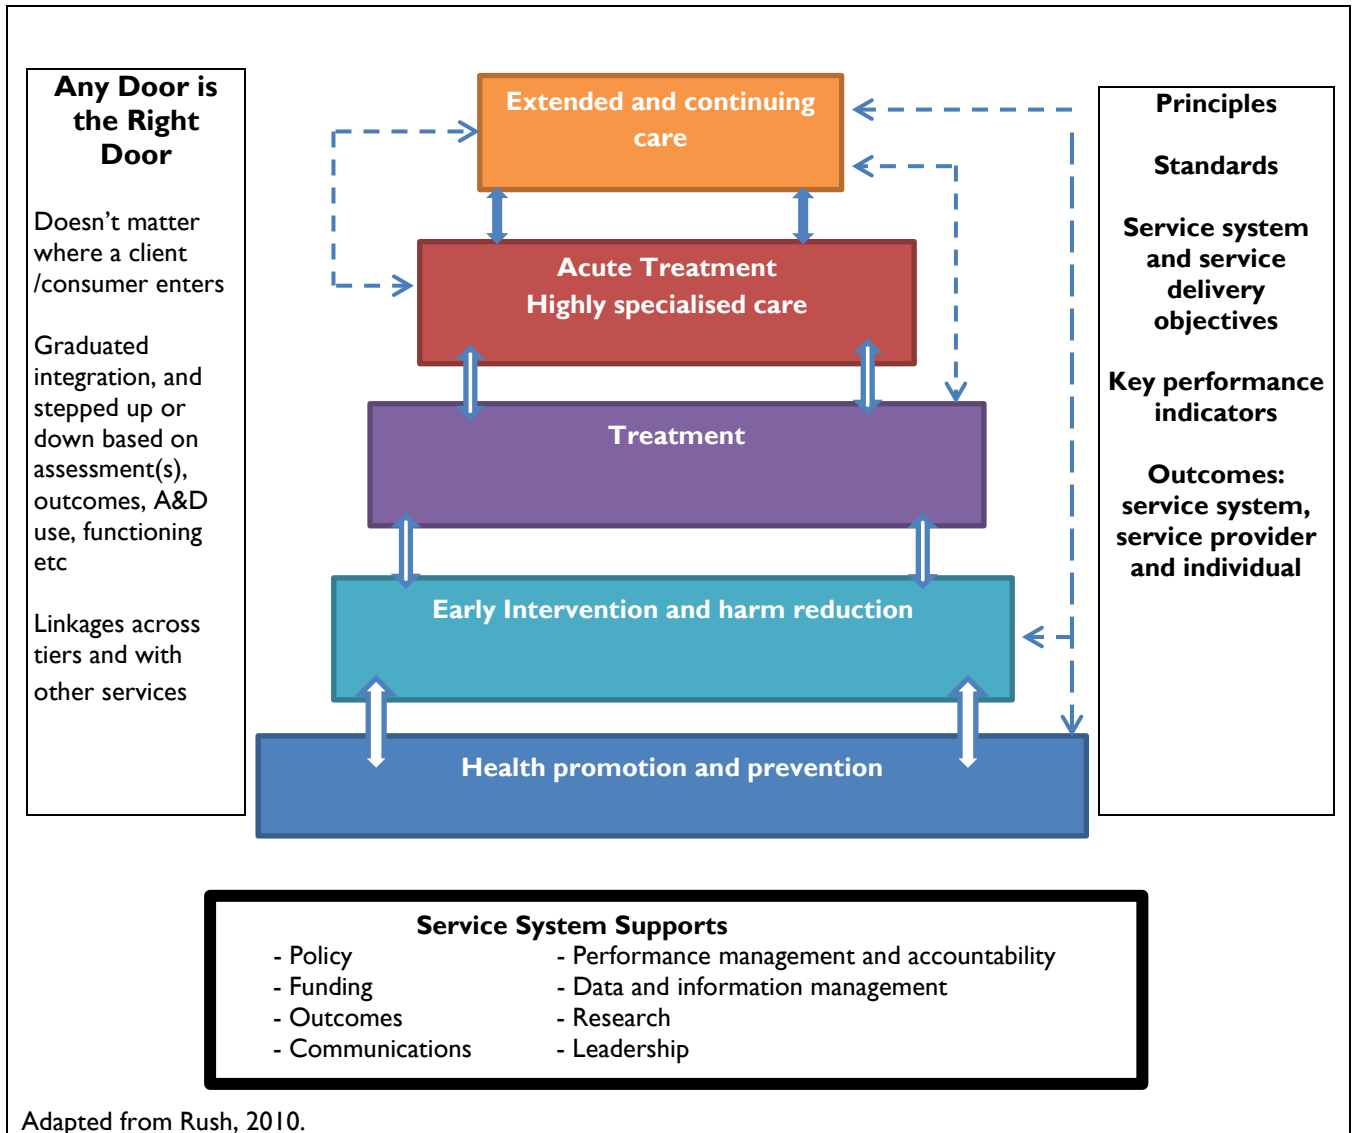 Any Door is
the Right
Door
Doesn’t matter
where a client
/consumer enters
Graduated
integration, and
stepped up or
down based on
assessment(s),
outcomes, A&D
use, functioning
etc
Linkages across
tiers and with
other services
Extended and continuing
care
Acute Treatment
Highly specialised care
Treatment
Early Intervention and harm reduction
Health promotion and prevention
Principles
Standards
Service system
and service
delivery
objectives
Key performance
indicators
Outcomes:
service system,
service provider
and individual
Service System Supports
- Policy - Performance management and accountability
- Funding - Data and information management
- Outcomes - Research
- Communications - Leadership
Adapted from Rush, 2010.